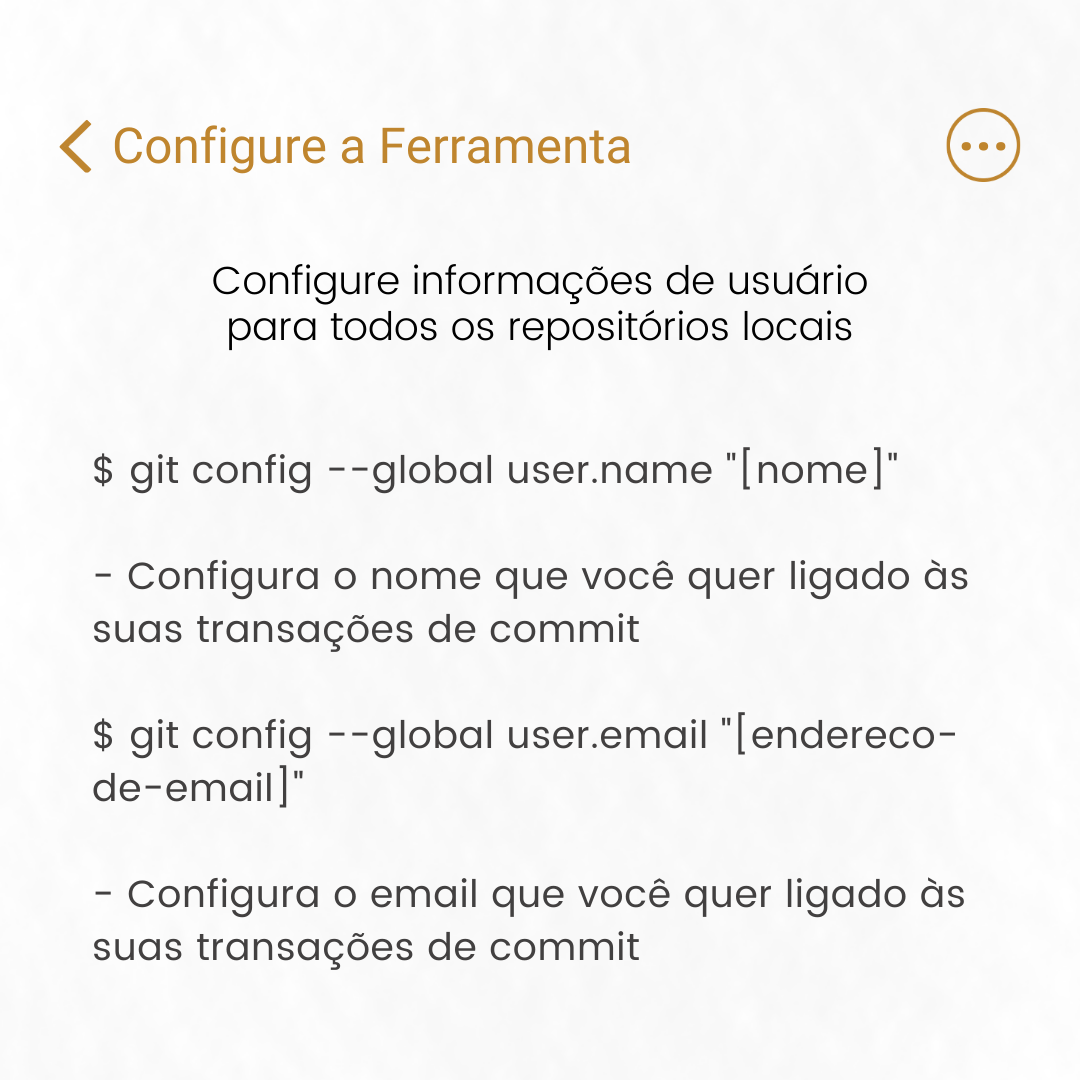 Configure a Ferramenta
Configure informações de usuário
para todos os repositórios locais
$ git config --global user.name "[nome]"
- Configura o nome que você quer ligado às
suas transações de commit
$ git config --global user.email "[endereco-
de-email]"
- Configura o email que você quer ligado às
suas transações de commit